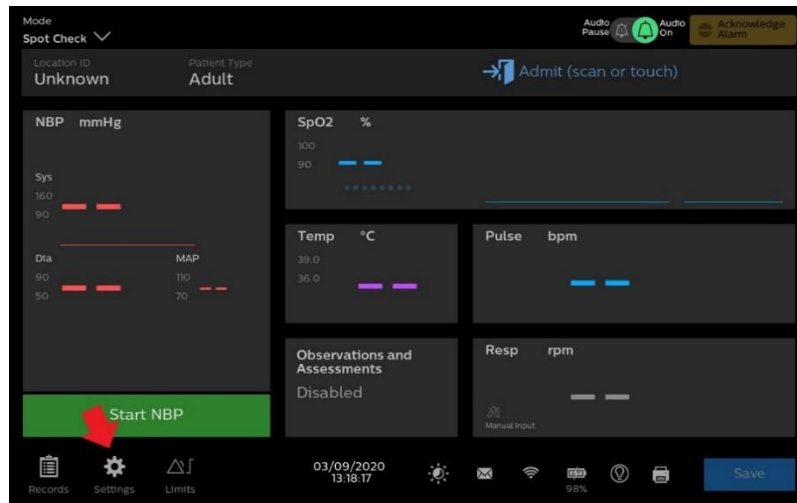 Mode
Spot Check
Audio Pause
Audio On
Acknowledge Alarm
Location ID
Unknown
Patient Type
Adult
Admit (scan or touch)
NBP mmHg
Sys
160
90
Dia
90
50
MAP
110
70
Start NBP
SpO2 %
100
90
Temp °C
39.0
36.0
Pulse bpm
Observations and
Assessments
Disabled
Resp rpm
Manual Input
Records
Settings
Limits
03/09/2020
13:18:17
98%
Save